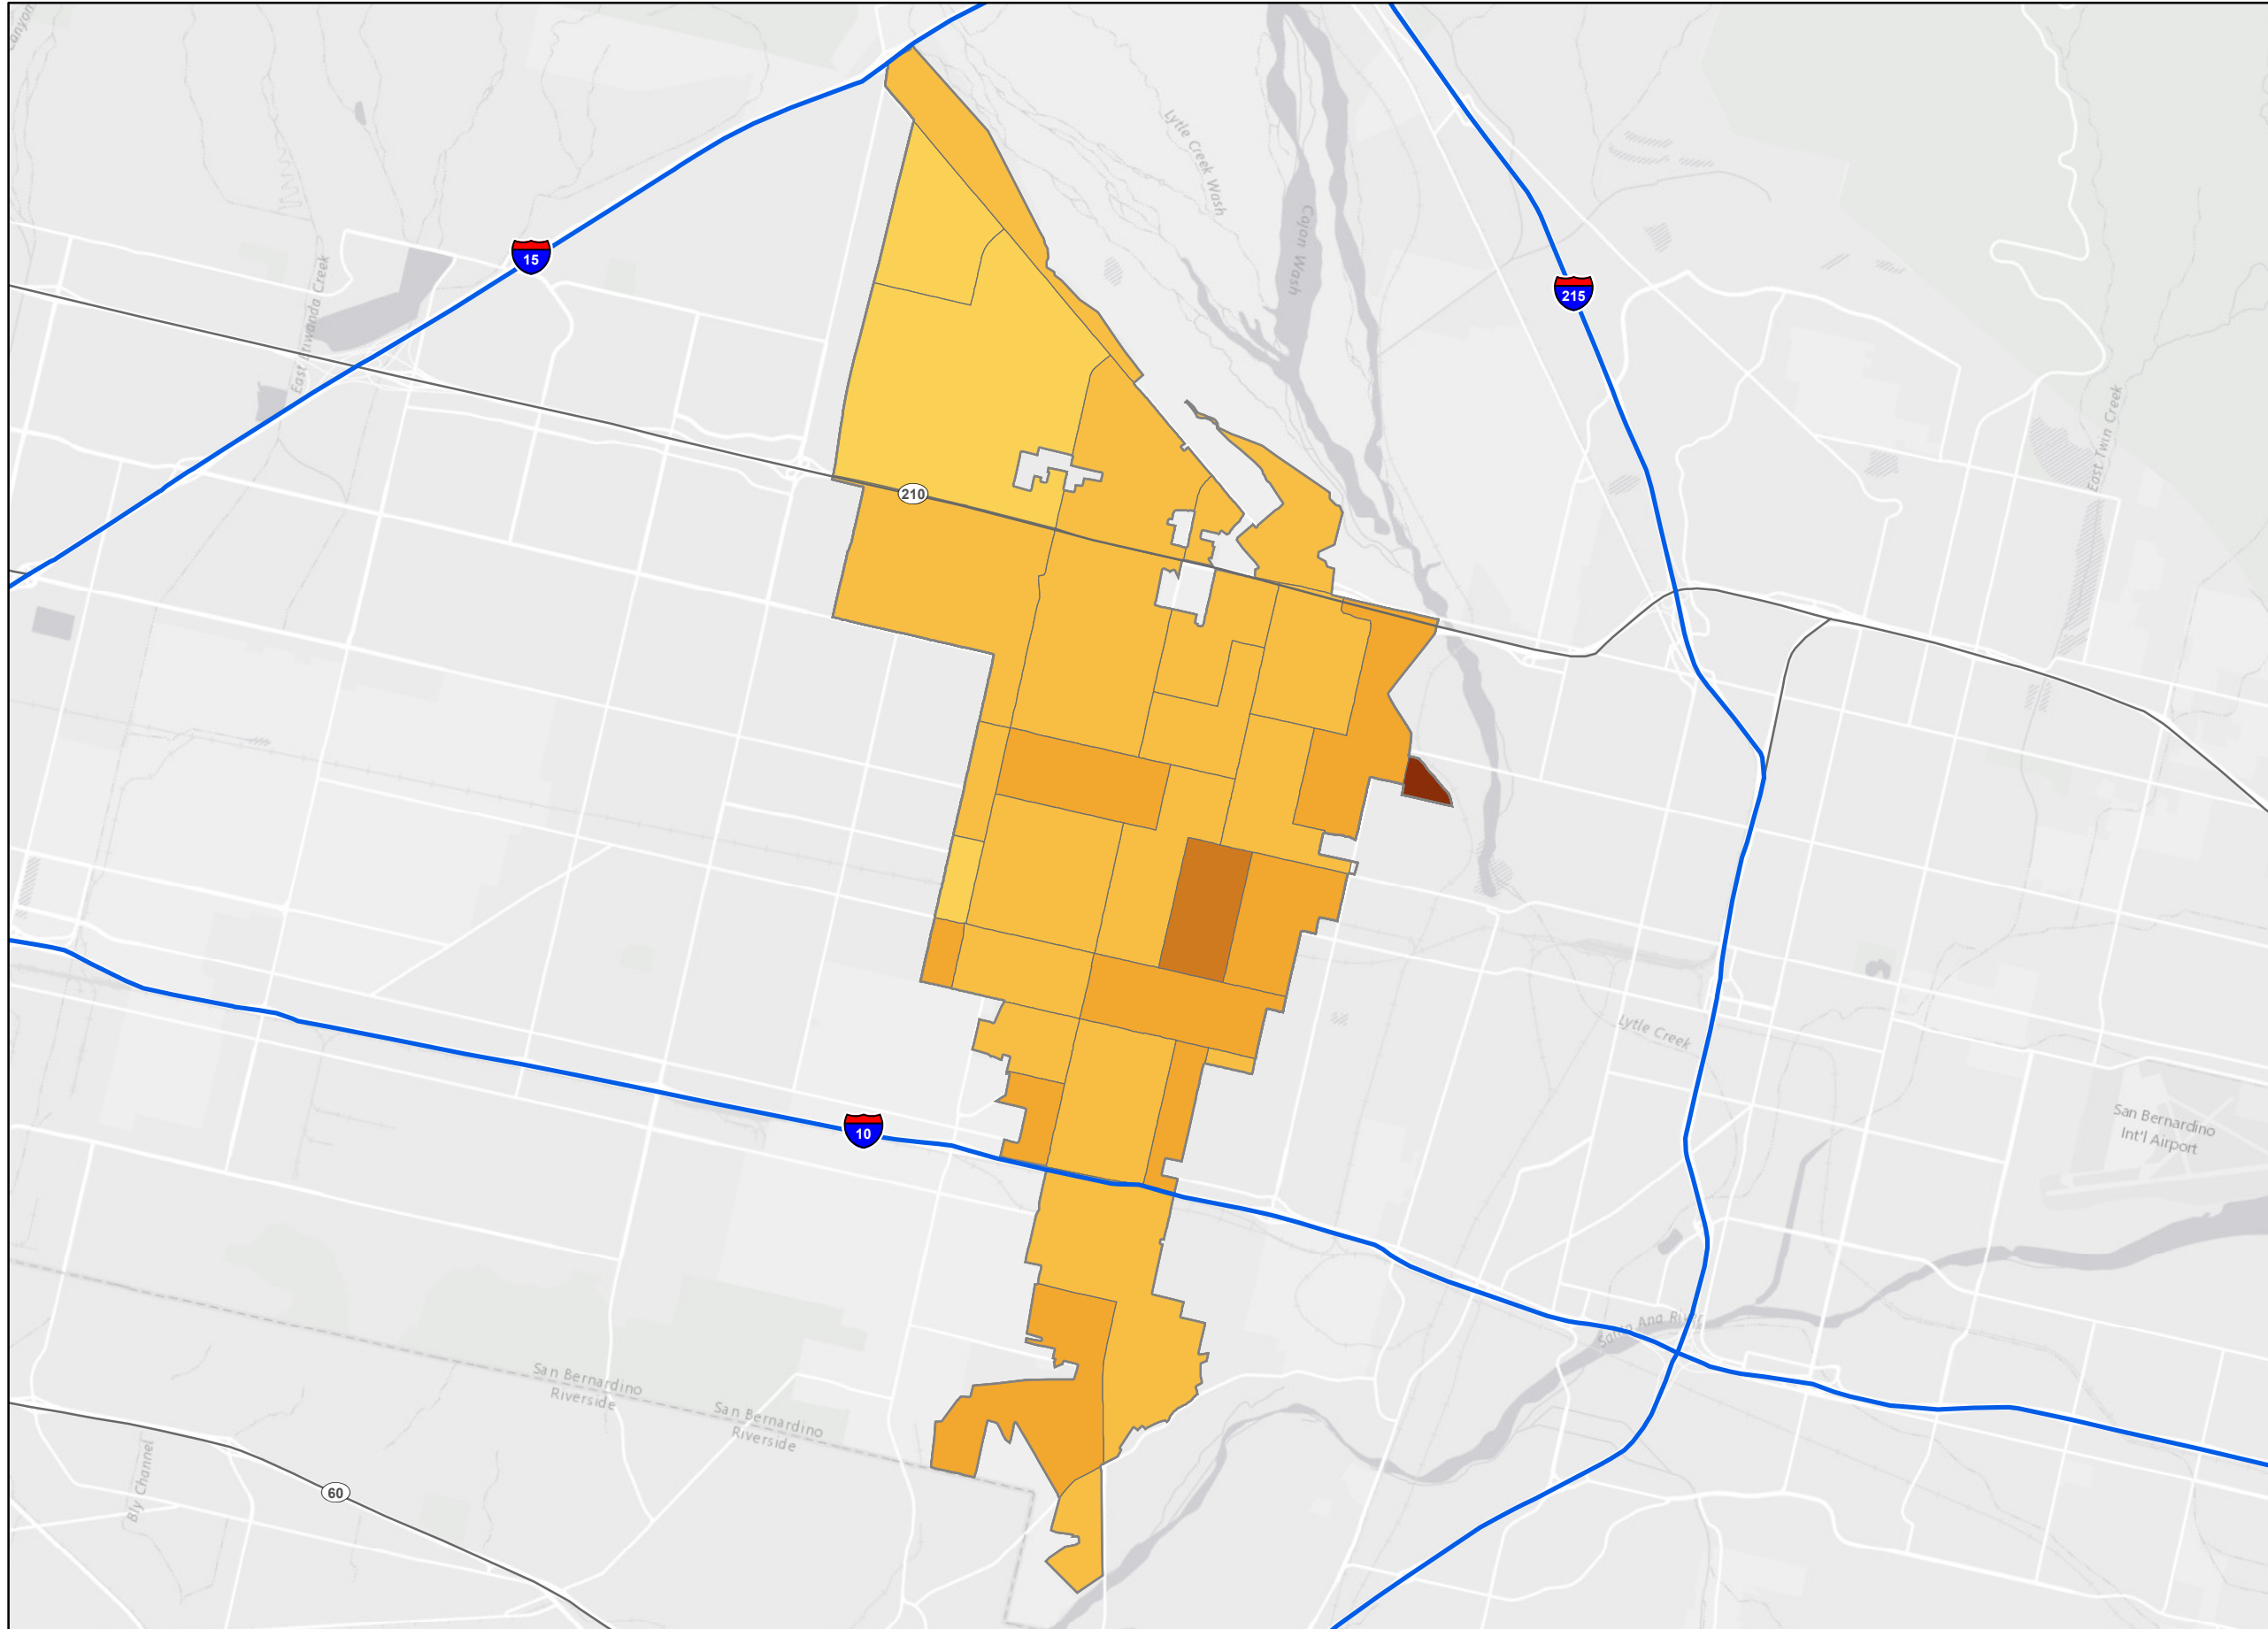 Canyon
Lytle Creek Wash
Cajon Wash
15
215
East Etiwanda Creek
East Twin Creek
210
Lytle Creek
San Bernardino
Int'l Airport
10
Santa Ana River
San Bernardino
Riverside
San Bernardino
Riverside
Bly Channel
60